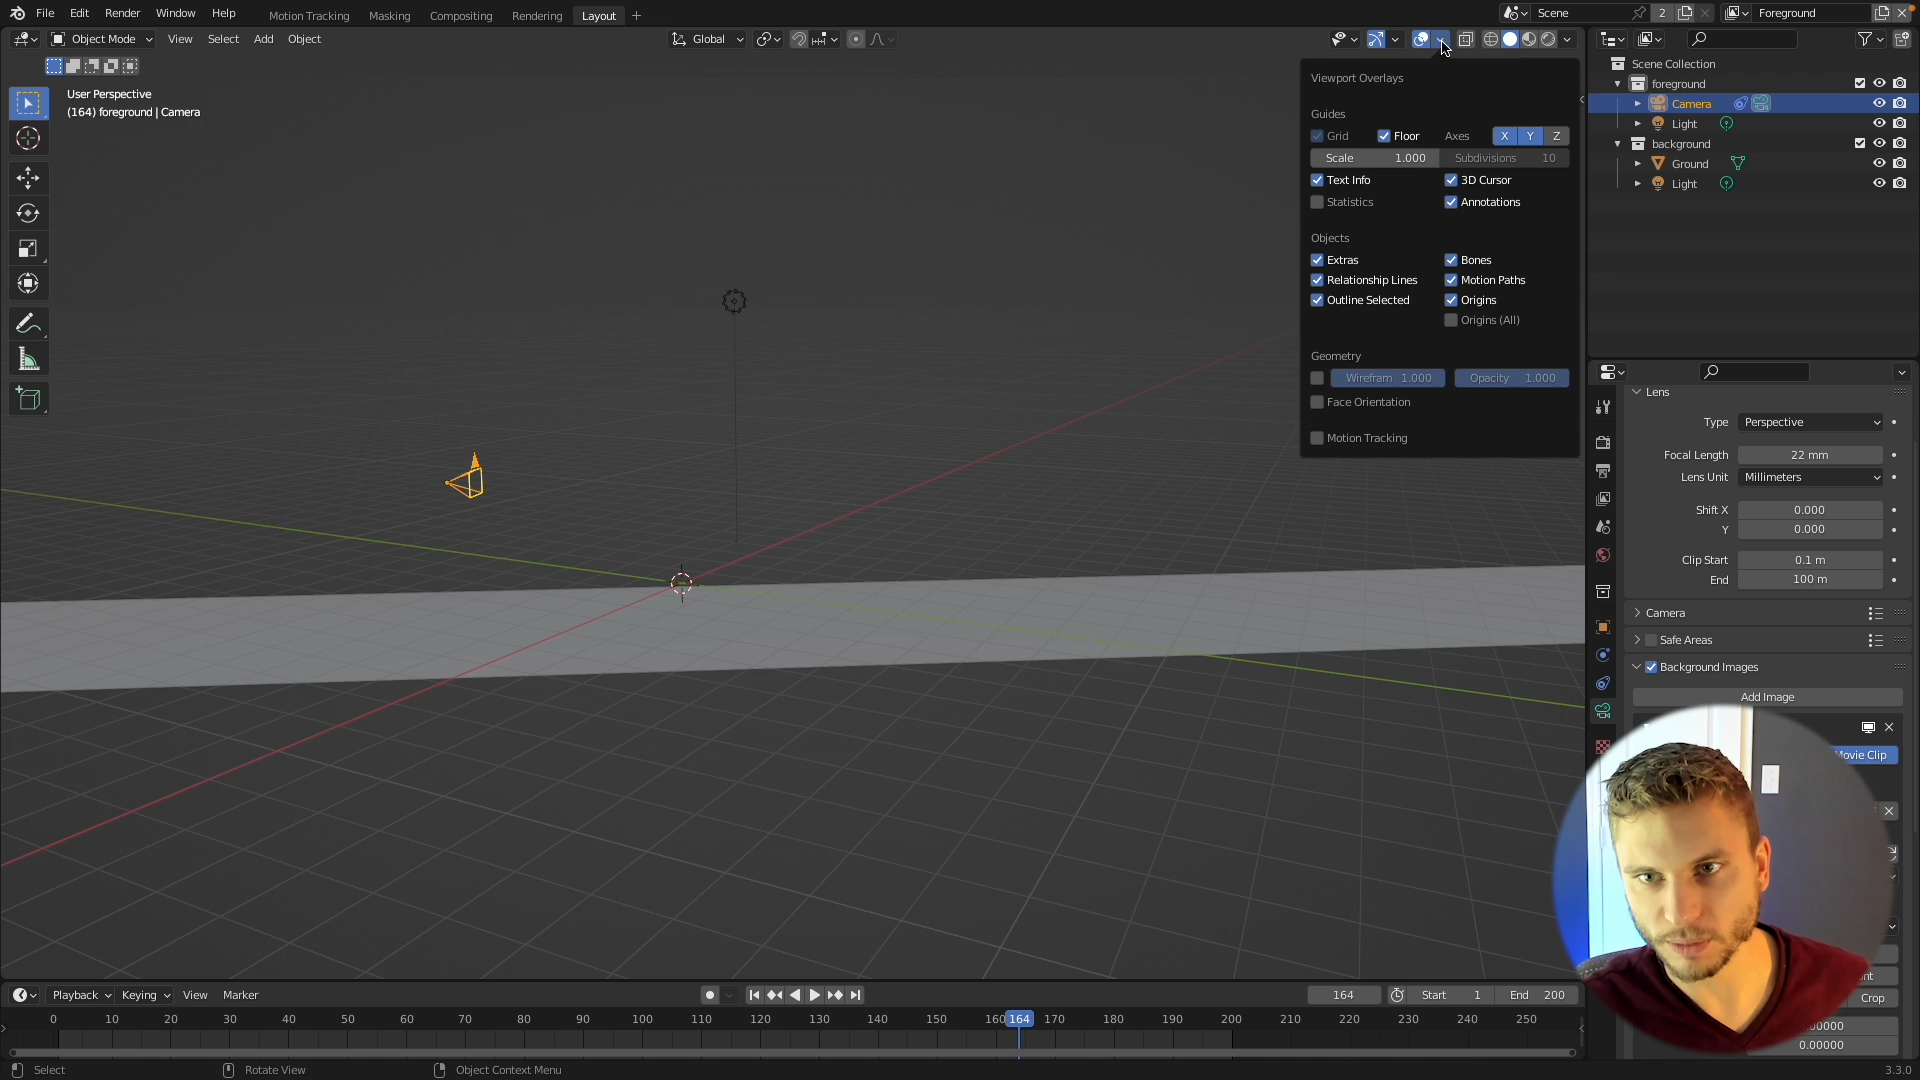 File Edit Render Window Help Motion Tracking Masking Compositing Rendering Layout + Scene 2 Foreground
Object Mode View Select Add Object Global
User Perspective
(164) foreground | Camera
Viewport Overlays
Guides
Grid Floor Axes X Y Z
Scale 1.000 Subdivisions 10
Text Info 3D Cursor
Statistics Annotations
Objects
Extras Bones
Relationship Lines Motion Paths
Outline Selected Origins
Origins (All)
Geometry
Wirefram 1.000 Opacity 1.000
Face Orientation
Motion Tracking
Scene Collection
foreground
Camera
Light
background
Ground
Light
Lens
Type Perspective
Focal Length 22 mm
Lens Unit Millimeters
Shift X 0.000
Y 0.000
Clip Start 0.1 m
End 100 m
Camera
Safe Areas
Background Images
Add Image
Movie Clip
Crop
0.00000
Playback Keying View Marker 164 Start 1 End 200
0 10 20 30 40 50 60 70 80 90 100 110 120 130 140 150 160 164 170 180 190 200 210 220 230 240 250
Select Rotate View Object Context Menu 3.3.0